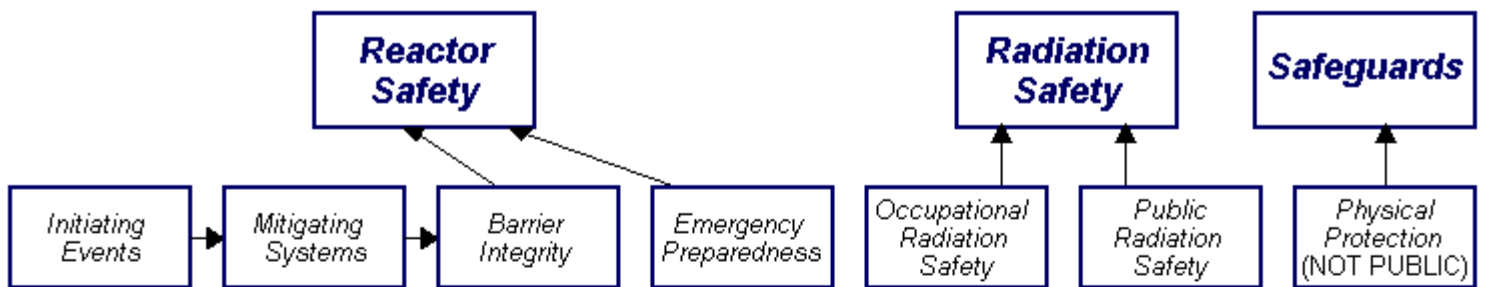 Reactor
Safety
Radiation
Safety
Safeguards
Initiating
Events
Mitigating
Systems
Barrier
Integrity
Emergency
Preparedness
Occupational
Radiation
Safety
Public
Radiation
Safety
Physical
Protection
(NOT PUBLIC)